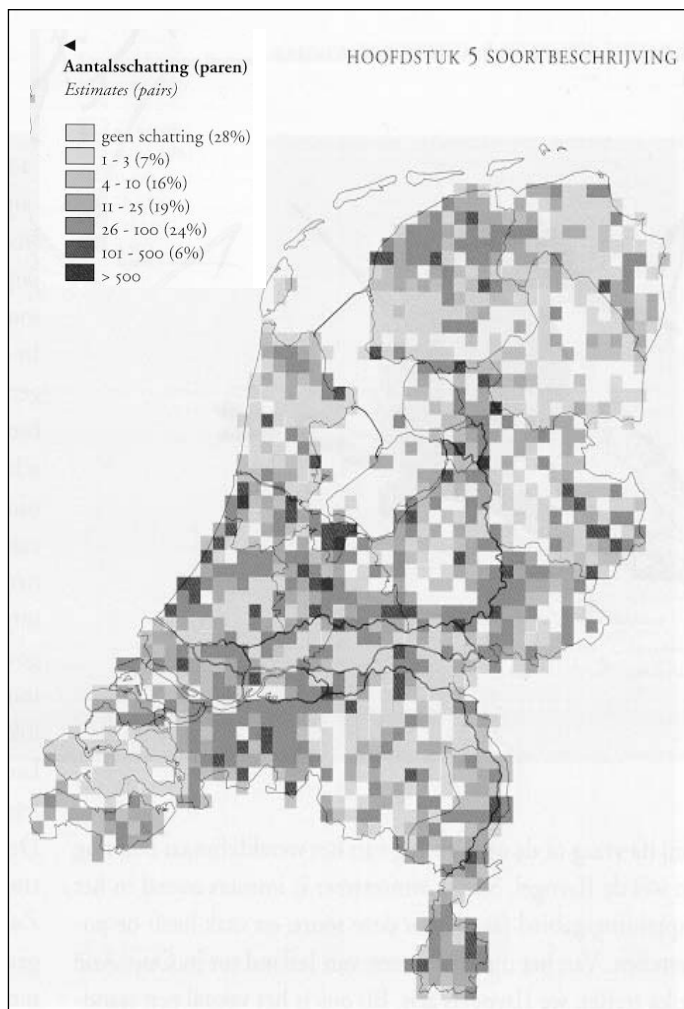 HOOFDSTUK 5 SOORTBESCHRIJVING
Aantalsschatting (paren)
Estimates (pairs)
geen schatting (28%)
1 - 3 (7%)
4 - 10 (16%)
11 - 25 (19%)
26 - 100 (24%)
101 - 500 (6%)
> 500